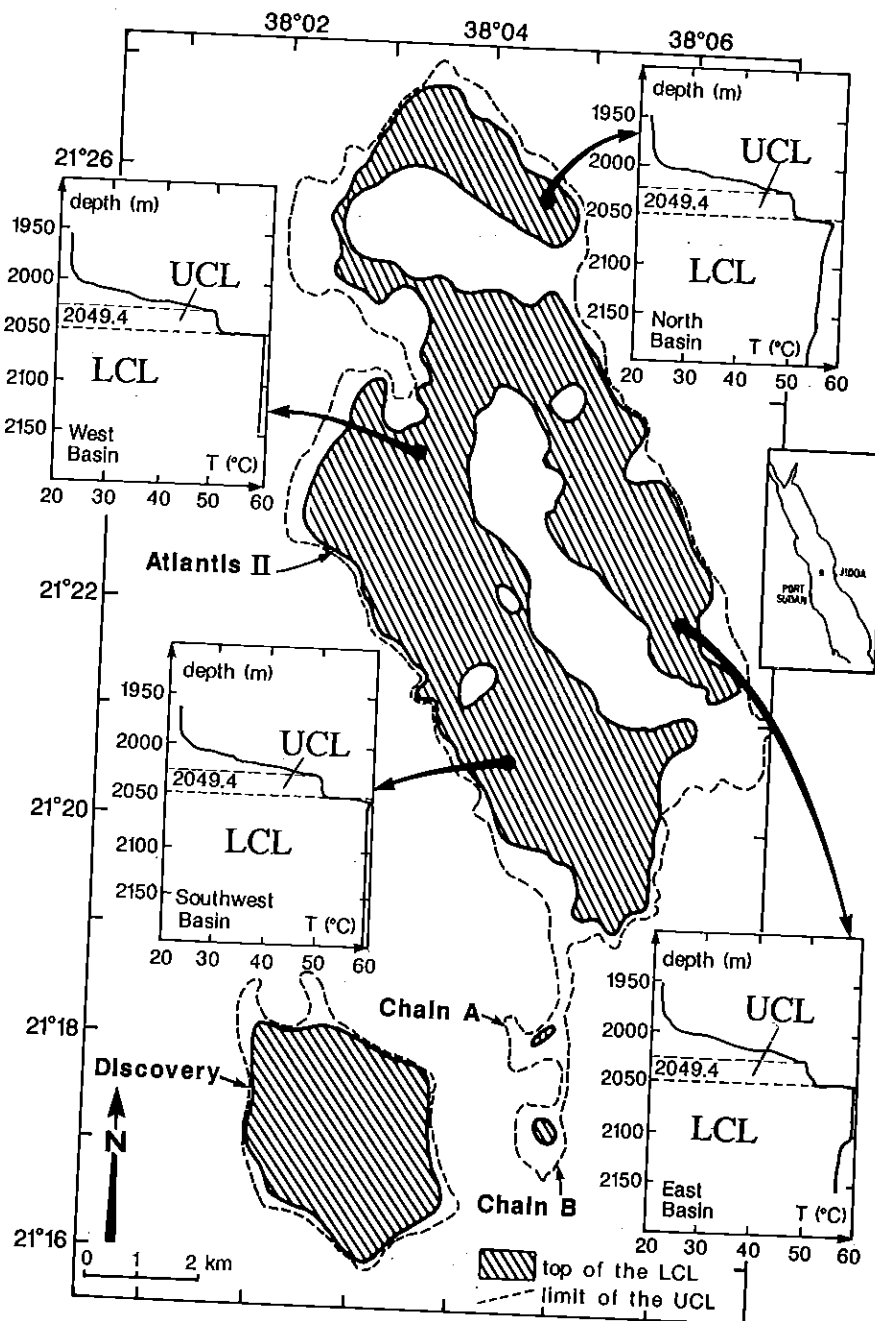 38°02 38°04 38°06
21°26
21°22
21°20
21°18
21°16
depth (m)
1950
2000
2050
2100
2150
UCL
2049.4
LCL
North
Basin
T (°C)
20 30 40 50 60
depth (m)
1950
2000
2050
2100
2150
UCL
2049.4
LCL
West
Basin
T (°C)
20 30 40 50 60
Atlantis II
JIDDA
PORT
SUDAN
depth (m)
1950
2000
2050
2100
2150
UCL
2049.4
LCL
Southwest
Basin
T (°C)
20 30 40 50 60
depth (m)
1950
2000
2050
2100
2150
UCL
2049.4
LCL
East
Basin
T (°C)
20 30 40 50 60
Chain A
Discovery
N
Chain B
0 1 2 km
top of the LCL
limit of the UCL